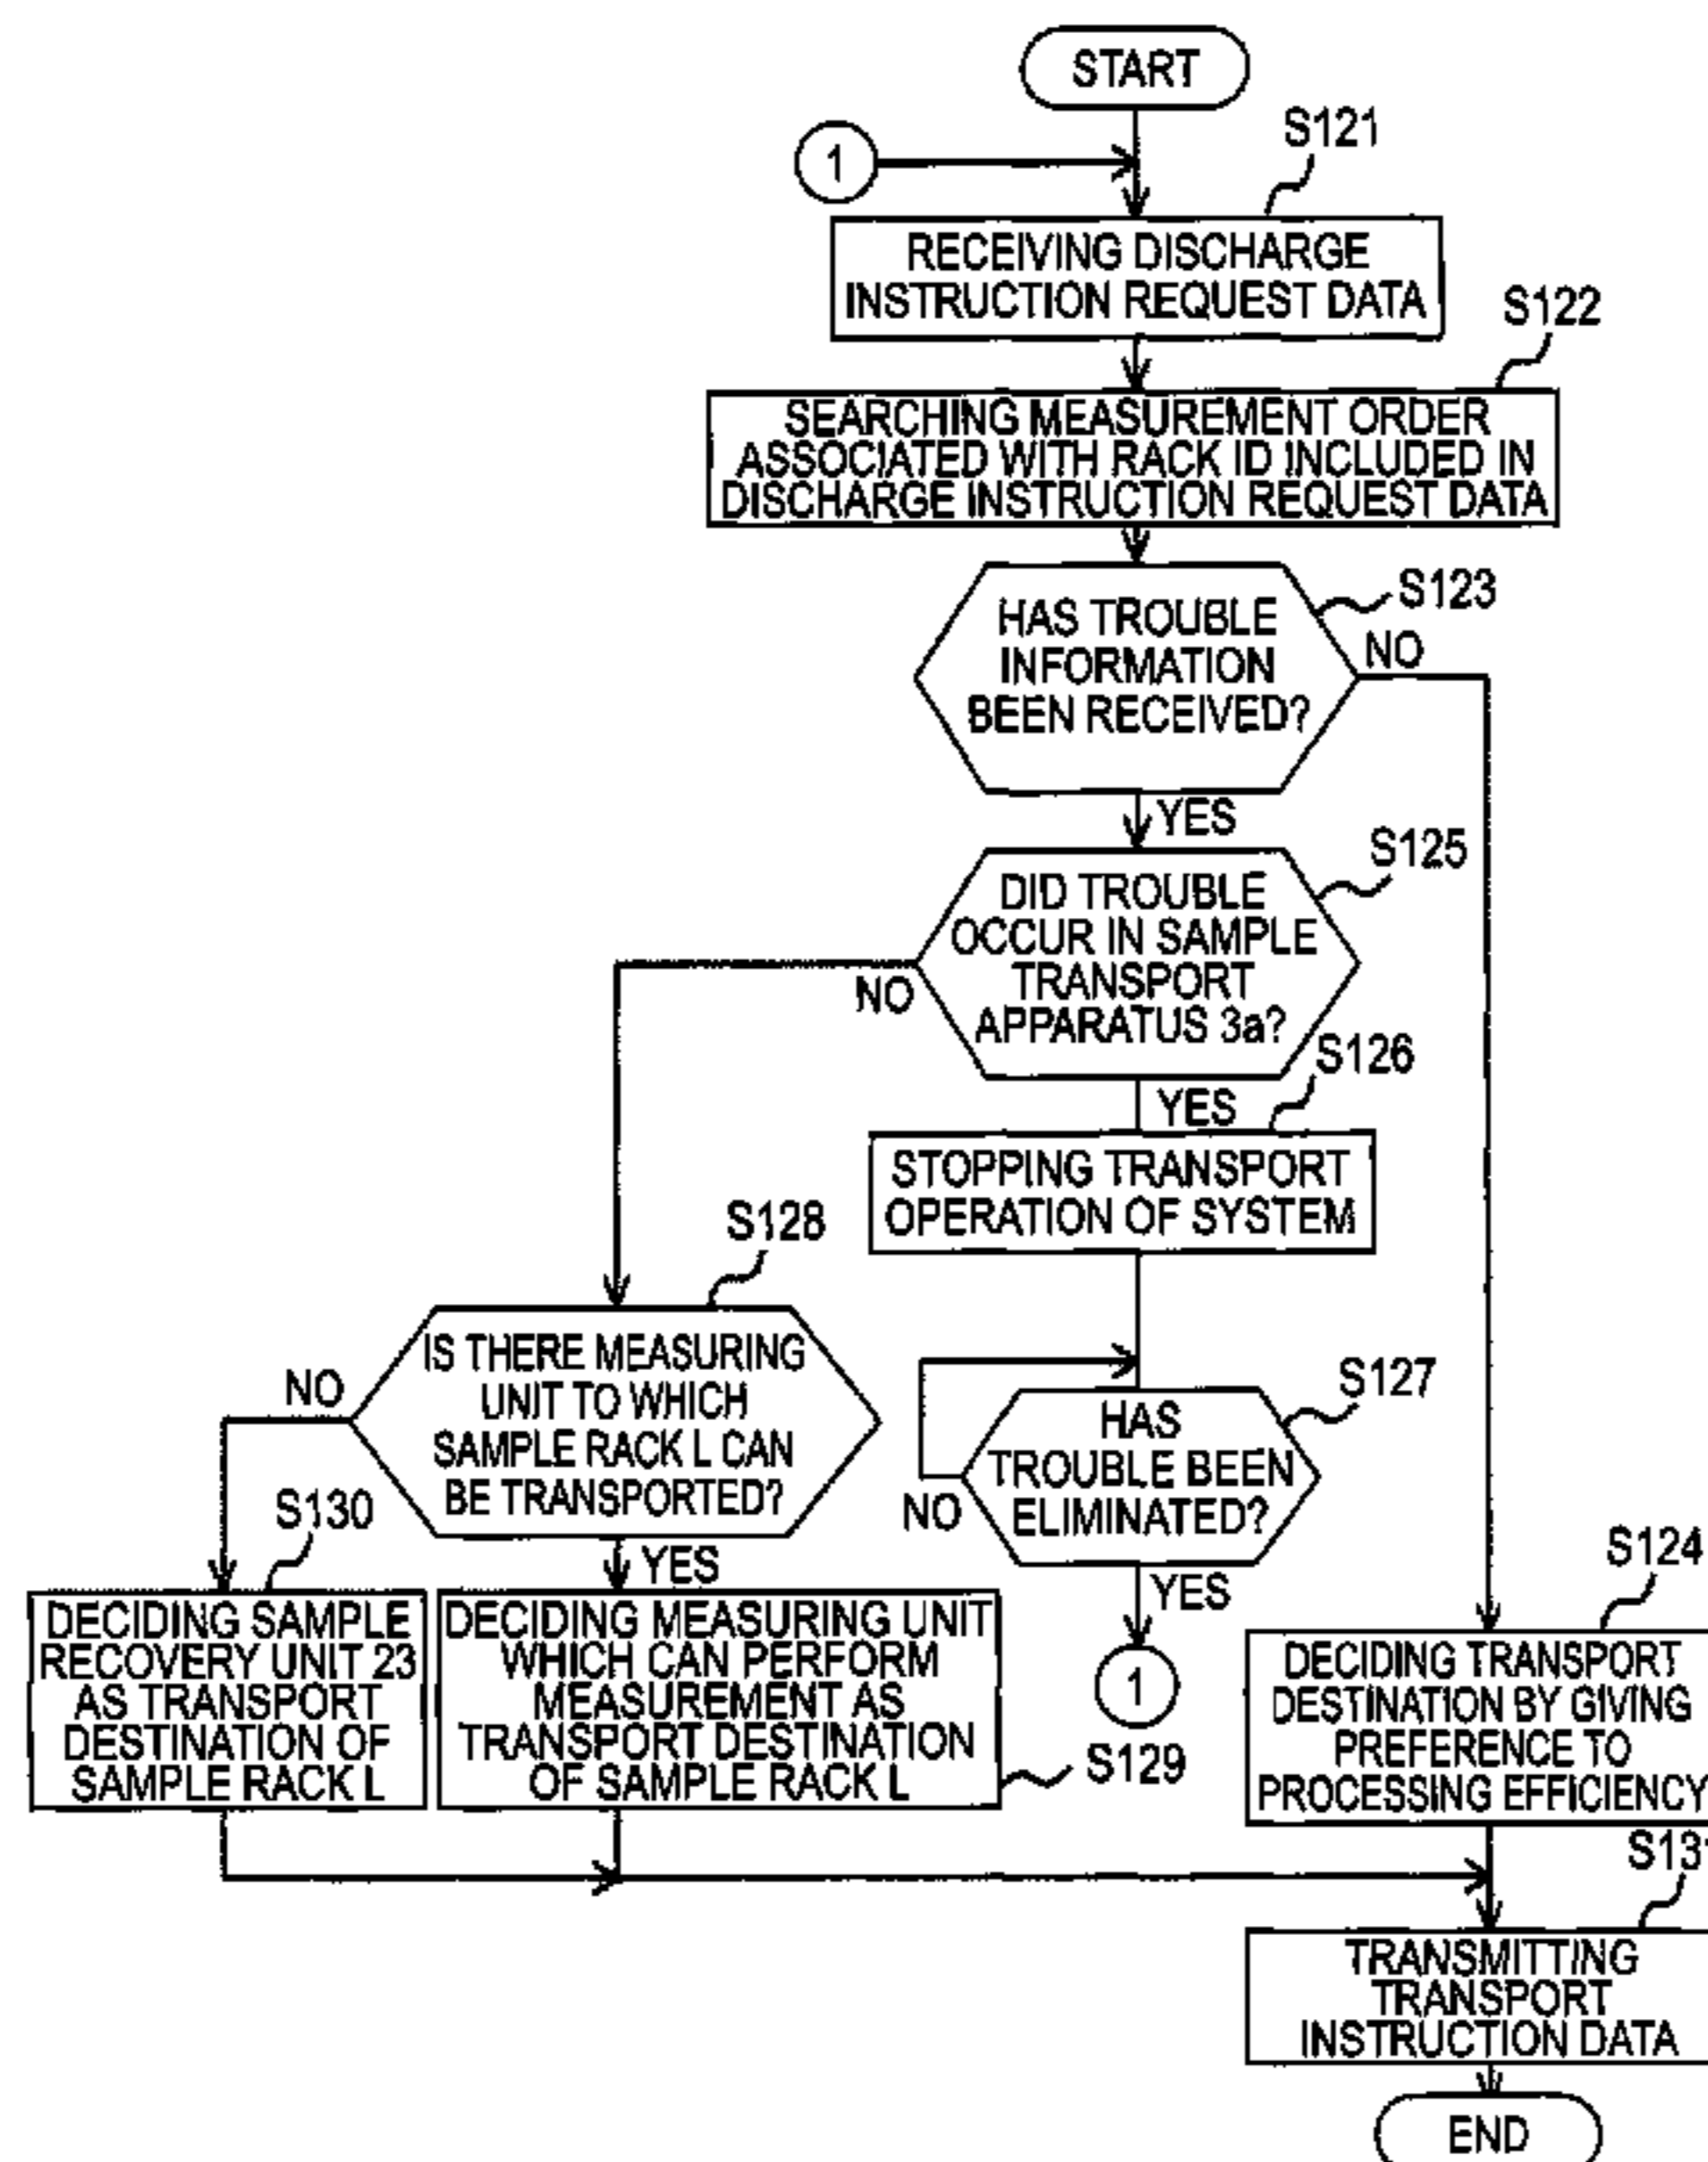 START
1
S121
RECEIVING DISCHARGE
INSTRUCTION REQUEST DATA
S122
SEARCHING MEASUREMENT ORDER
ASSOCIATED WITH RACK ID INCLUDED IN
DISCHARGE INSTRUCTION REQUEST DATA
S123
HAS TROUBLE
INFORMATION
BEEN RECEIVED?
NO
YES
S125
DID TROUBLE
OCCUR IN SAMPLE
TRANSPORT
APPARATUS 3a?
NO
YES
S126
STOPPING TRANSPORT
OPERATION OF SYSTEM
S128
IS THERE MEASURING
UNIT TO WHICH
SAMPLE RACK L CAN
BE TRANSPORTED?
NO
YES
S127
HAS
TROUBLE BEEN
ELIMINATED?
NO
YES
1
S130
DECIDING SAMPLE
RECOVERY UNIT 23
AS TRANSPORT
DESTINATION OF
SAMPLE RACK L
DECIDING MEASURING UNIT
WHICH CAN PERFORM
MEASUREMENT AS
TRANSPORT DESTINATION
OF SAMPLE RACK L
S129
S124
DECIDING TRANSPORT
DESTINATION BY GIVING
PREFERENCE TO
PROCESSING EFFICIENCY
S131
TRANSMITTING
TRANSPORT
INSTRUCTION DATA
END